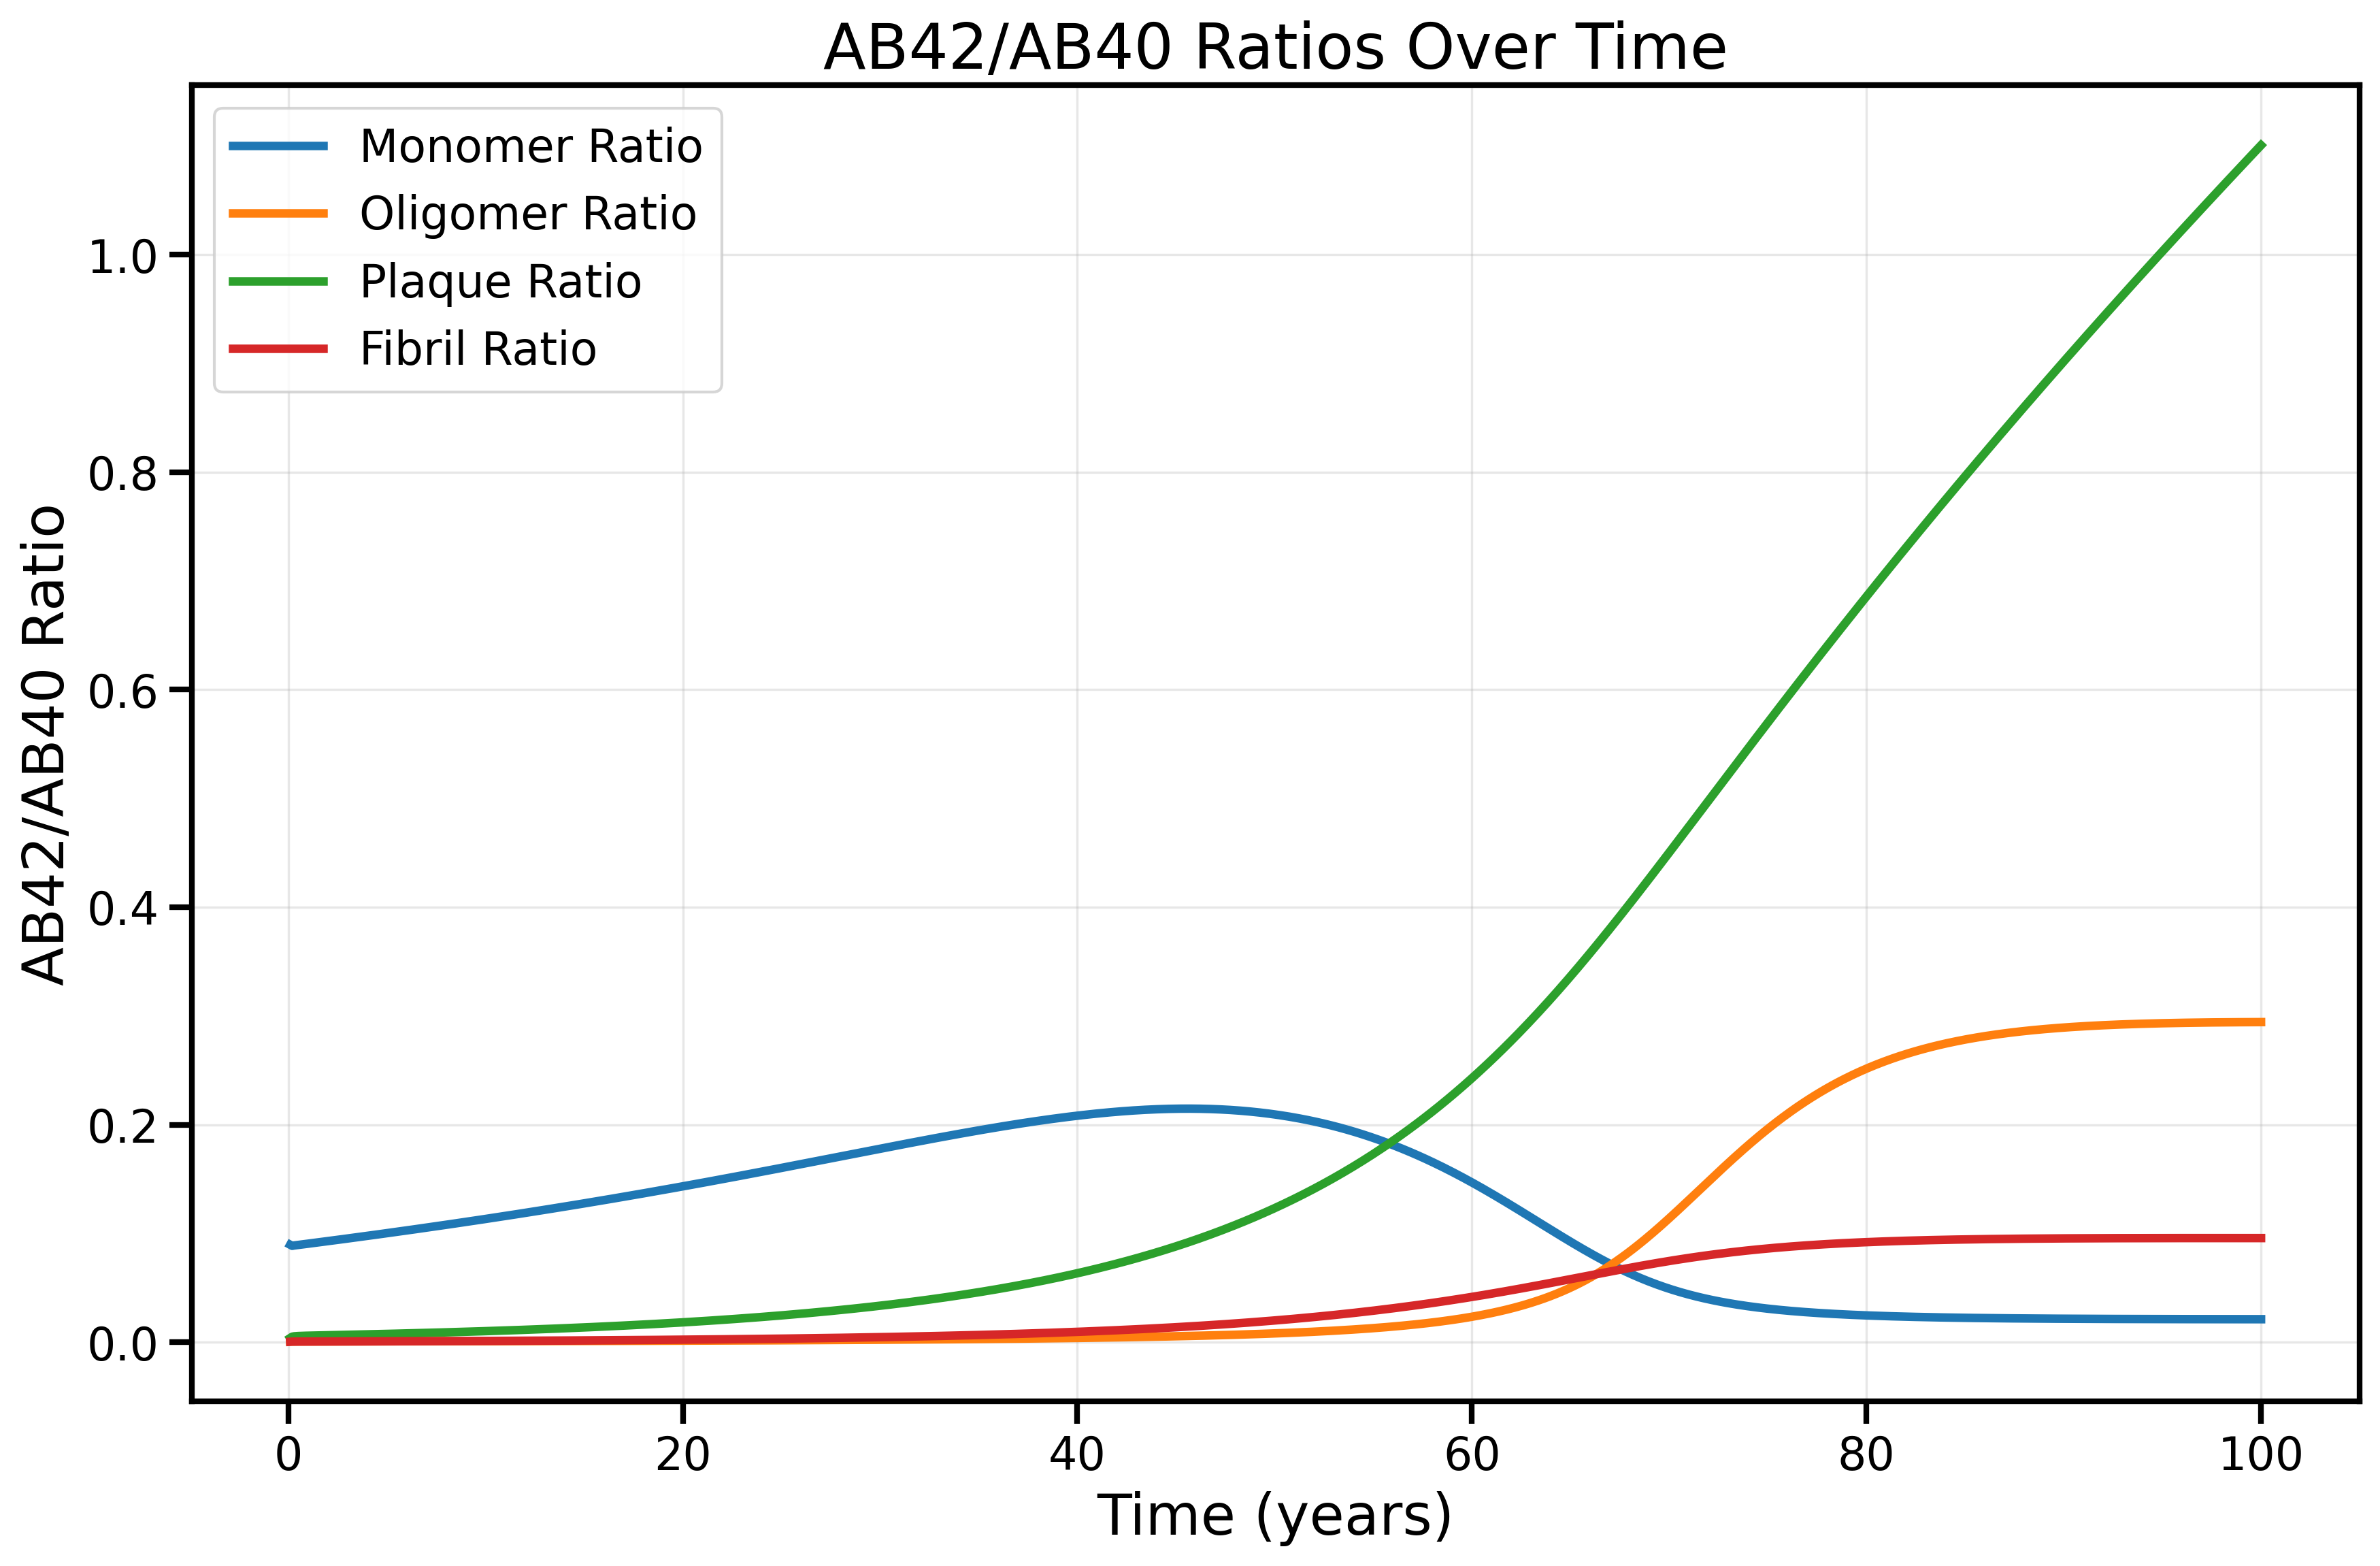 AB42/AB40 Ratios Over Time
Monomer Ratio
Oligomer Ratio
Plaque Ratio
Fibril Ratio
AB42/AB40 Ratio
1.0
0.8
0.6
0.4
0.2
0.0
0 20 40 60 80 100
Time (years)